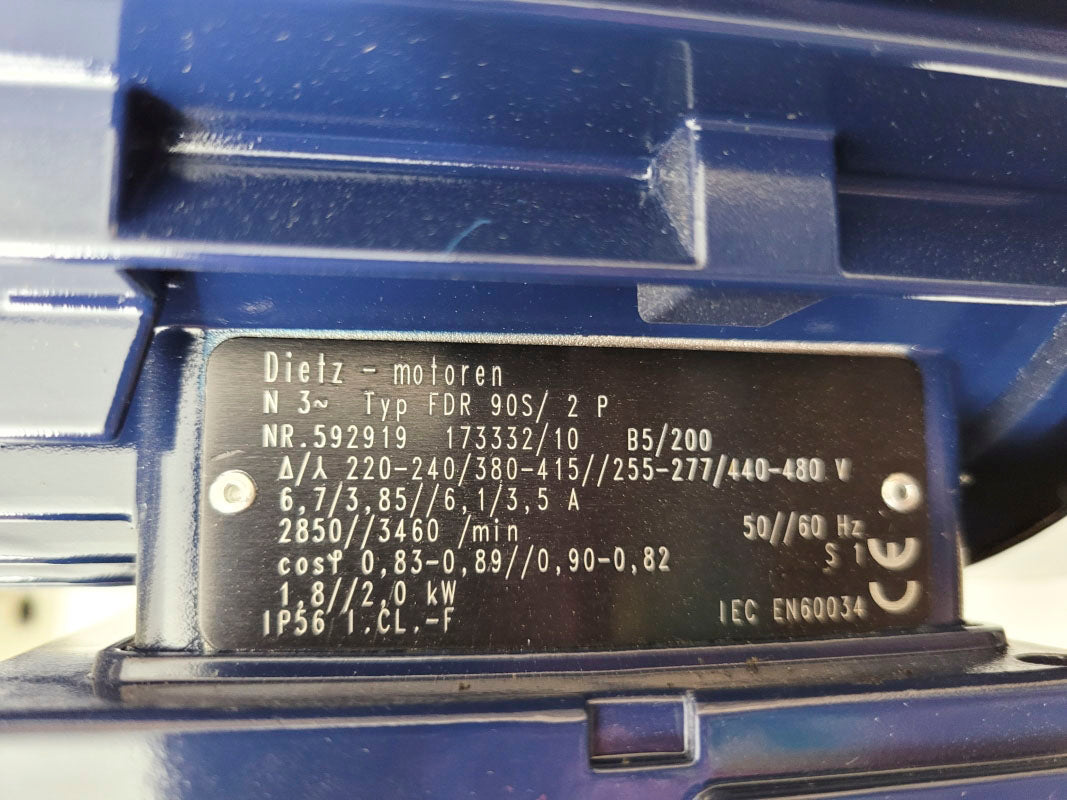 Dietz - motoren
N 3~ Typ FDR 90S/ 2 P
NR.592919 173332/10 B5/200
Δ/⅄ 220-240/380-415//255-277/440-480 V
6,7/3,85//6,1/3,5 A
2850//3460 /min 50//60 Hz
cosφ 0,83-0,89//0,90-0,82 S 1
1,8//2,0 kW CE
IP56 I.CL.-F IEC EN60034